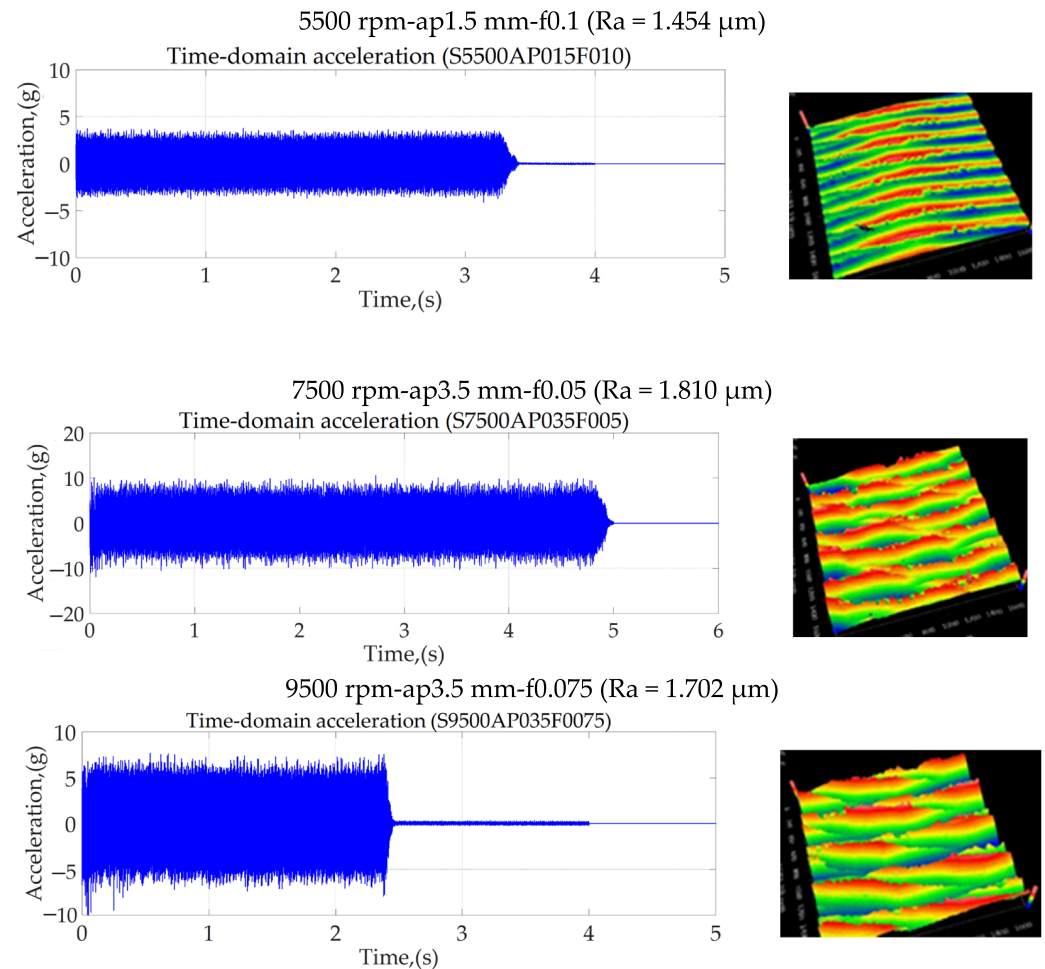 5500 rpm-ap1.5 mm-f0.1 (Ra = 1.454 μm)
Time-domain acceleration (S5500AP015F010)
10
5
0
−5
−10
Acceleration,(g)
0 1 2 3 4 5
Time,(s)
7500 rpm-ap3.5 mm-f0.05 (Ra = 1.810 μm)
Time-domain acceleration (S7500AP035F005)
20
10
0
−10
−20
Acceleration,(g)
0 1 2 3 4 5 6
Time,(s)
9500 rpm-ap3.5 mm-f0.075 (Ra = 1.702 μm)
Time-domain acceleration (S9500AP035F0075)
10
5
0
−5
−10
Acceleration,(g)
0 1 2 3 4 5
Time,(s)